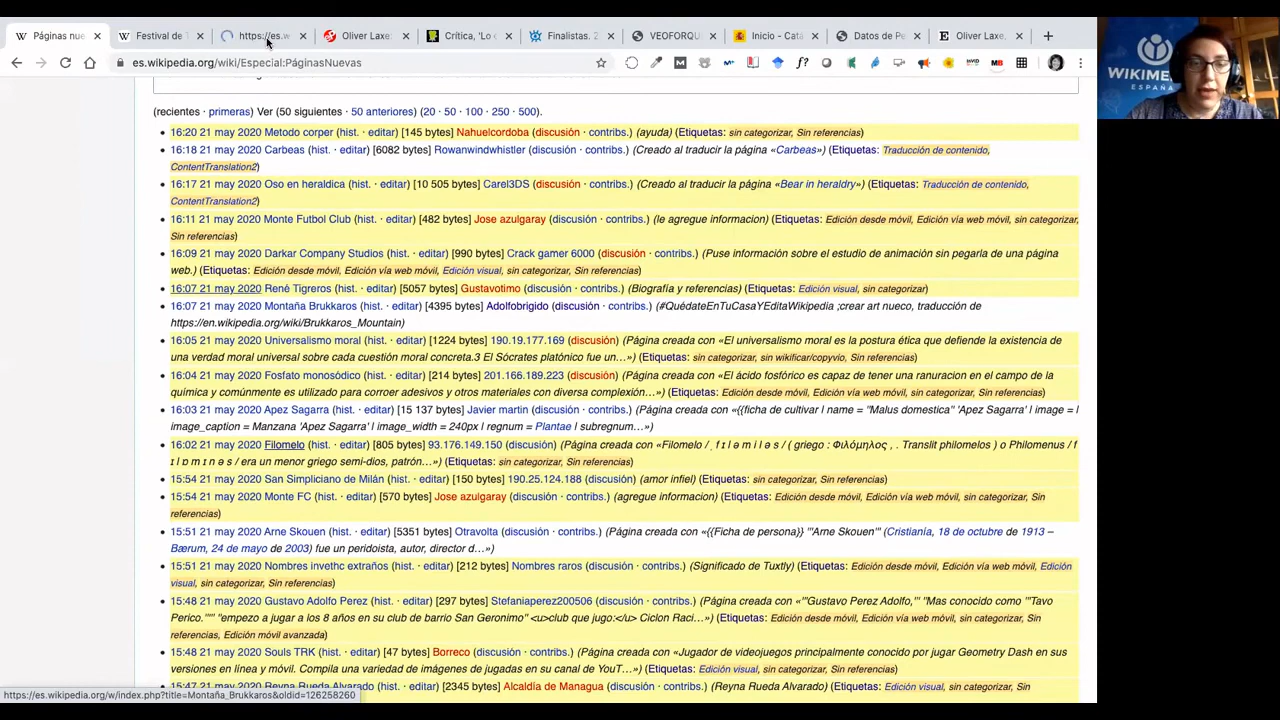 Páginas nue
Festival de
https://es.w
Oliver Laxe:
Crítica, 'Lo
Finalistas. 2
VEOFORQU
Inicio - Cat
Datos de Pe
Oliver Laxe,
es.wikipedia.org/wiki/Especial:PáginasNuevas
WIKIME
ESPAÑA
(recientes · primeras) Ver (50 siguientes · 50 anteriores) (20 · 50 · 100 · 250 · 500).
16:20 21 may 2020 Metodo corper (hist. · editar) [145 bytes] Nahuelcordoba (discusión · contribs.) (ayuda) (Etiquetas: sin categorizar, Sin referencias)
16:18 21 may 2020 Carbeas (hist. · editar) [6082 bytes] Rowanwindwhistler (discusión · contribs.) (Creado al traducir la página «Carbeas») (Etiquetas: Traducción de contenido,
ContentTranslation2)
16:17 21 may 2020 Oso en heraldica (hist. · editar) [10 505 bytes] Carel3DS (discusión · contribs.) (Creado al traducir la página «Bear in heraldry») (Etiquetas: Traducción de contenido,
ContentTranslation2)
16:11 21 may 2020 Monte Futbol Club (hist. · editar) [482 bytes] Jose azulgaray (discusión · contribs.) (le agregue informacion) (Etiquetas: Edición desde móvil, Edición vía web móvil, sin categorizar,
Sin referencias)
16:09 21 may 2020 Darkar Company Studios (hist. · editar) [990 bytes] Crack gamer 6000 (discusión · contribs.) (Puse información sobre el estudio de animación sin pegarla de una página
web.) (Etiquetas: Edición desde móvil, Edición vía web móvil, Edición visual, sin categorizar, Sin referencias)
16:07 21 may 2020 René Tigreros (hist. · editar) [5057 bytes] Gustavotimo (discusión · contribs.) (Biografía y referencias) (Etiquetas: Edición visual, sin categorizar)
16:07 21 may 2020 Montaña Brukkaros (hist. · editar) [4395 bytes] Adolfobrigido (discusión · contribs.) (#QuédateEnTuCasaYEditaWikipedia ;crear art nueco, traducción de
https://en.wikipedia.org/wiki/Brukkaros_Mountain)
16:05 21 may 2020 Universalismo moral (hist. · editar) [1224 bytes] 190.19.177.169 (discusión) (Página creada con «El universalismo moral es la postura ética que defiende la existencia de
una verdad moral universal sobre cada cuestión moral concreta.3 El Sócrates platónico fue un...») (Etiquetas: sin categorizar, sin wikificar/copyvio, Sin referencias)
16:04 21 may 2020 Fosfato monosódico (hist. · editar) [214 bytes] 201.166.189.223 (discusión) (Página creada con «El ácido fosfórico es capaz de tener una ranuracion en el campo de la
química y comúnmente es utilizado para corroer adesivos y otros materiales con diversa complexión...») (Etiquetas: Edición desde móvil, Edición vía web móvil, sin categorizar, Sin referencias)
16:03 21 may 2020 Apez Sagarra (hist. · editar) [15 137 bytes] Javier martin (discusión · contribs.) (Página creada con «{{ficha de cultivar | name = "Malus domestica" 'Apez Sagarra' | image = |
image_caption = Manzana 'Apez Sagarra' | image_width = 240px | regnum = Plantae | subregnum...»)
16:02 21 may 2020 Filomelo (hist. · editar) [805 bytes] 93.176.149.150 (discusión) (Página creada con «Filomelo / ˌ f ɪ l ə m i l ə s / ( griego : Φιλόμηλος , . Translit philomelos ) o Philomenus / f
ɪ l ɒ m ɪ n ə s / era un menor griego semi-dios, patrón...») (Etiquetas: sin categorizar, Sin referencias)
15:54 21 may 2020 San Simpliciano de Milán (hist. · editar) [150 bytes] 190.25.124.188 (discusión) (amor infiel) (Etiquetas: sin categorizar, Sin referencias)
15:54 21 may 2020 Monte FC (hist. · editar) [570 bytes] Jose azulgaray (discusión · contribs.) (agregue informacion) (Etiquetas: Edición desde móvil, Edición vía web móvil, sin categorizar, Sin
referencias)
15:51 21 may 2020 Arne Skouen (hist. · editar) [5351 bytes] Otravolta (discusión · contribs.) (Página creada con «{{Ficha de persona}} '''Arne Skouen''' (Cristianía, 18 de octubre de 1913 –
Bærum, 24 de mayo de 2003) fue un peridoista, autor, director d...»)
15:51 21 may 2020 Nombres invethc extraños (hist. · editar) [212 bytes] Nombres raros (discusión · contribs.) (Significado de Tuxtly) (Etiquetas: Edición desde móvil, Edición vía web móvil, Edición
visual, sin categorizar, Sin referencias)
15:48 21 may 2020 Gustavo Adolfo Perez (hist. · editar) [297 bytes] Stefaniaperez200506 (discusión · contribs.) (Página creada con «'''Gustavo Perez Adolfo,''' "Mas conocido como '''Tavo
Perico.'''''' "empezo a jugar a los 8 años en su club de barrio San Geronimo" <u>club que jugo:</u> Ciclon Raci...») (Etiquetas: Edición desde móvil, Edición vía web móvil, sin categorizar, Sin
referencias, Edición móvil avanzada)
15:48 21 may 2020 Souls TRK (hist. · editar) [47 bytes] Borreco (discusión · contribs.) (Página creada con «Jugador de videojuegos principalmente conocido por jugar Geometry Dash en sus
versiones en línea y móvil. Compila una variedad de imágenes de jugadas en su canal de YouT...») (Etiquetas: Edición visual, sin categorizar, Sin referencias)
15:47 21 may 2020 Reyna Rueda Alvarado (hist. · editar) [2345 bytes] Alcaldía de Managua (discusión · contribs.) (Reyna Rueda Alvarado) (Etiquetas: Edición visual, sin categorizar, Sin
https://es.wikipedia.org/w/index.php?title=Montaña_Brukkaros&oldid=126258260